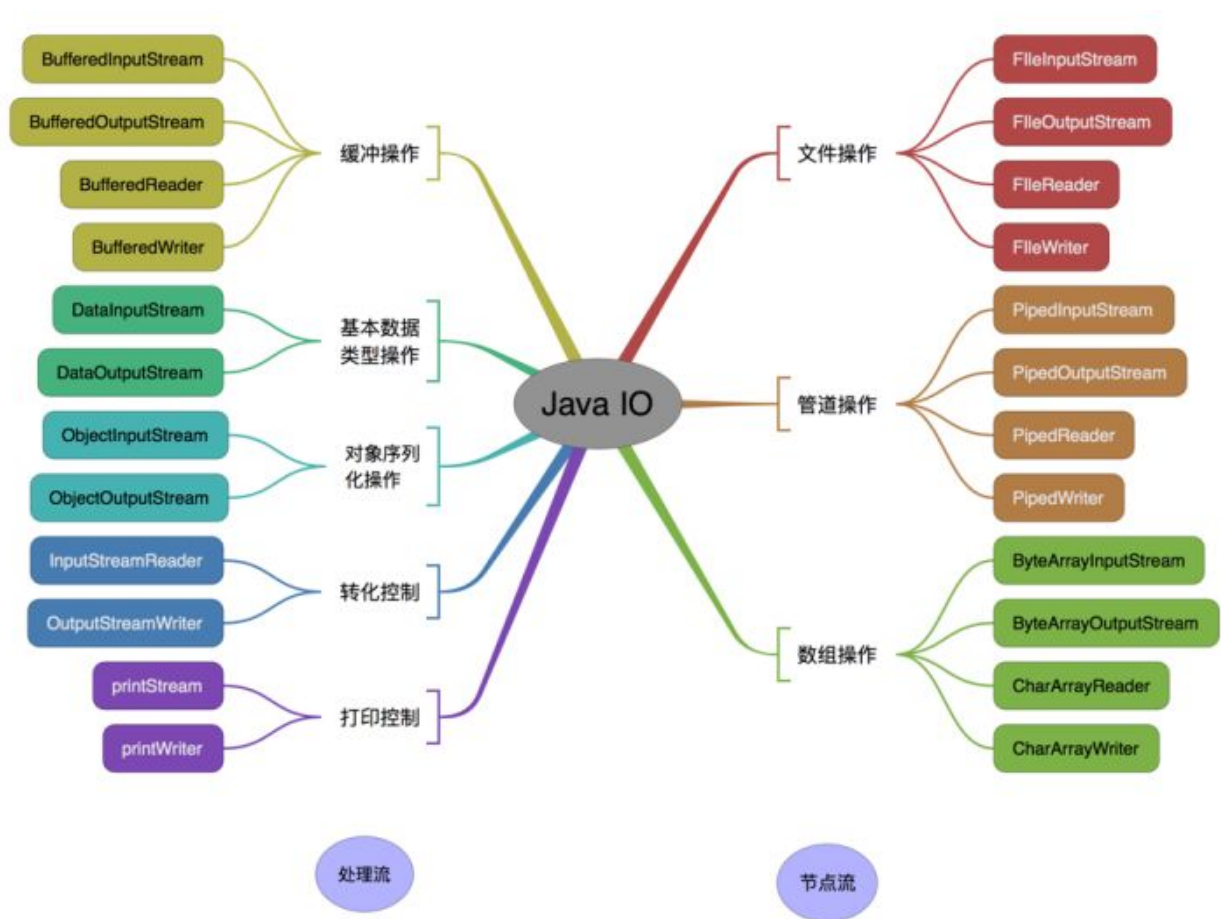 BufferedInputStream
BufferedOutputStream
BufferedReader
BufferedWriter
缓冲操作
DataInputStream
DataOutputStream
基本数据
类型操作
ObjectInputStream
ObjectOutputStream
对象序列
化操作
InputStreamReader
OutputStreamWriter
转化控制
printStream
printWriter
打印控制
Java IO
文件操作
FIleInputStream
FIleOutputStream
FIleReader
FIleWriter
管道操作
PipedInputStream
PipedOutputStream
PipedReader
PipedWriter
数组操作
ByteArrayInputStream
ByteArrayOutputStream
CharArrayReader
CharArrayWriter
处理流
节点流